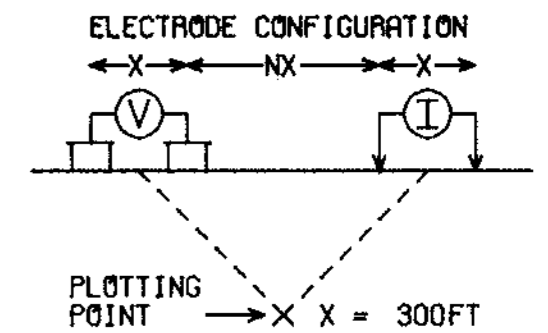 ELECTRODE CONFIGURATION
X NX X
V I
PLOTTING
POINT X X = 300FT